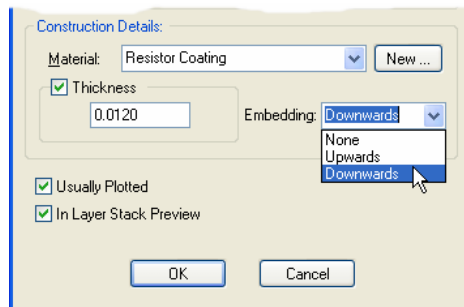 Construction Details:
Material: Resistor Coating New ...
Thickness
0.0120 Embedding: Downwards
None
Upwards
Downwards
Usually Plotted
In Layer Stack Preview
OK Cancel